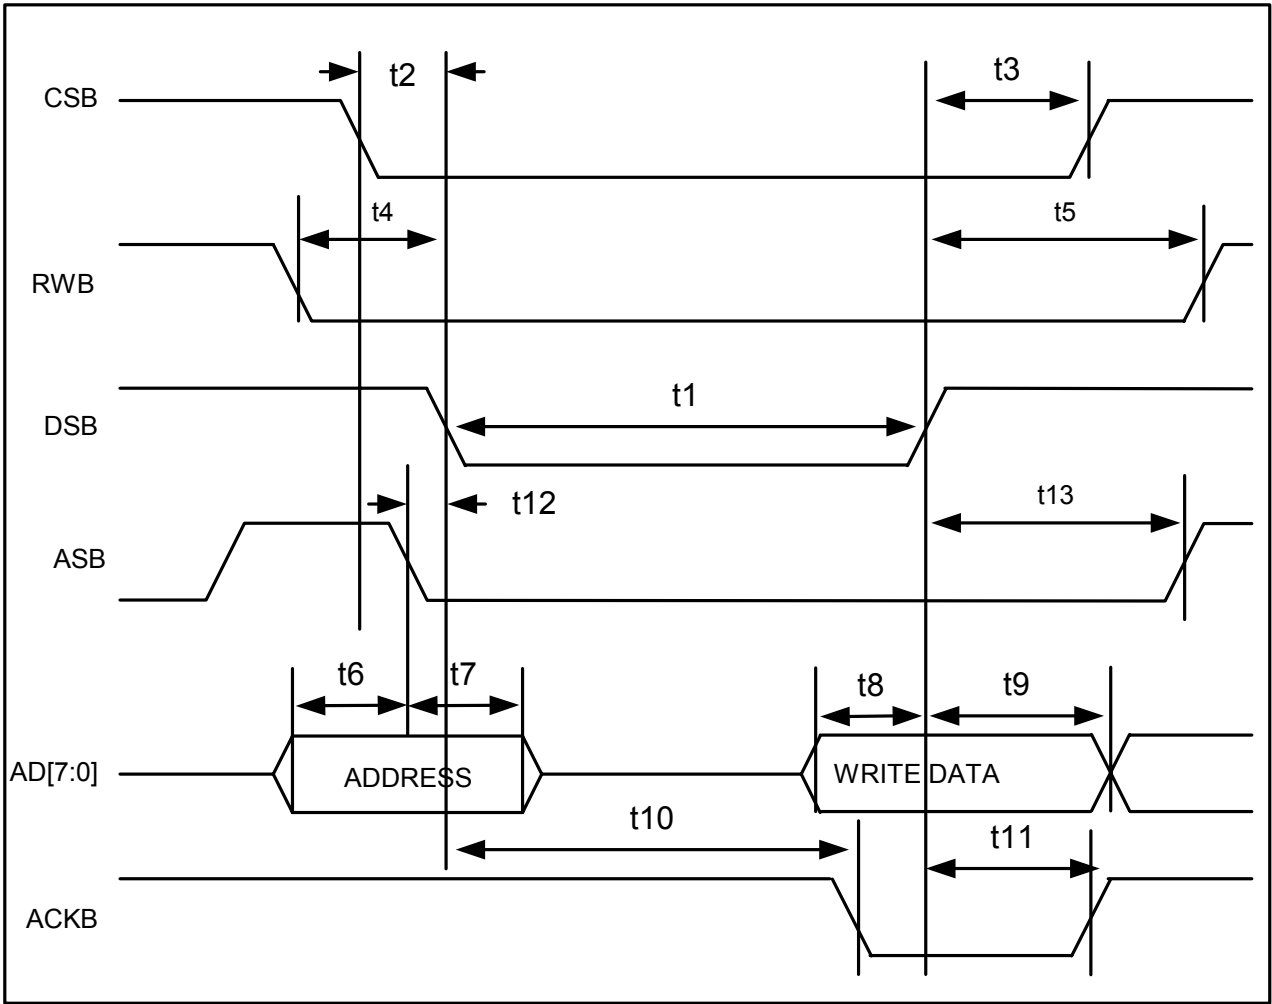 t2
t3
CSB
t4
t5
RWB
t1
DSB
t12
t13
ASB
t6
t7
t8
t9
AD[7:0]
ADDRESS
WRITE DATA
t10
t11
ACKB